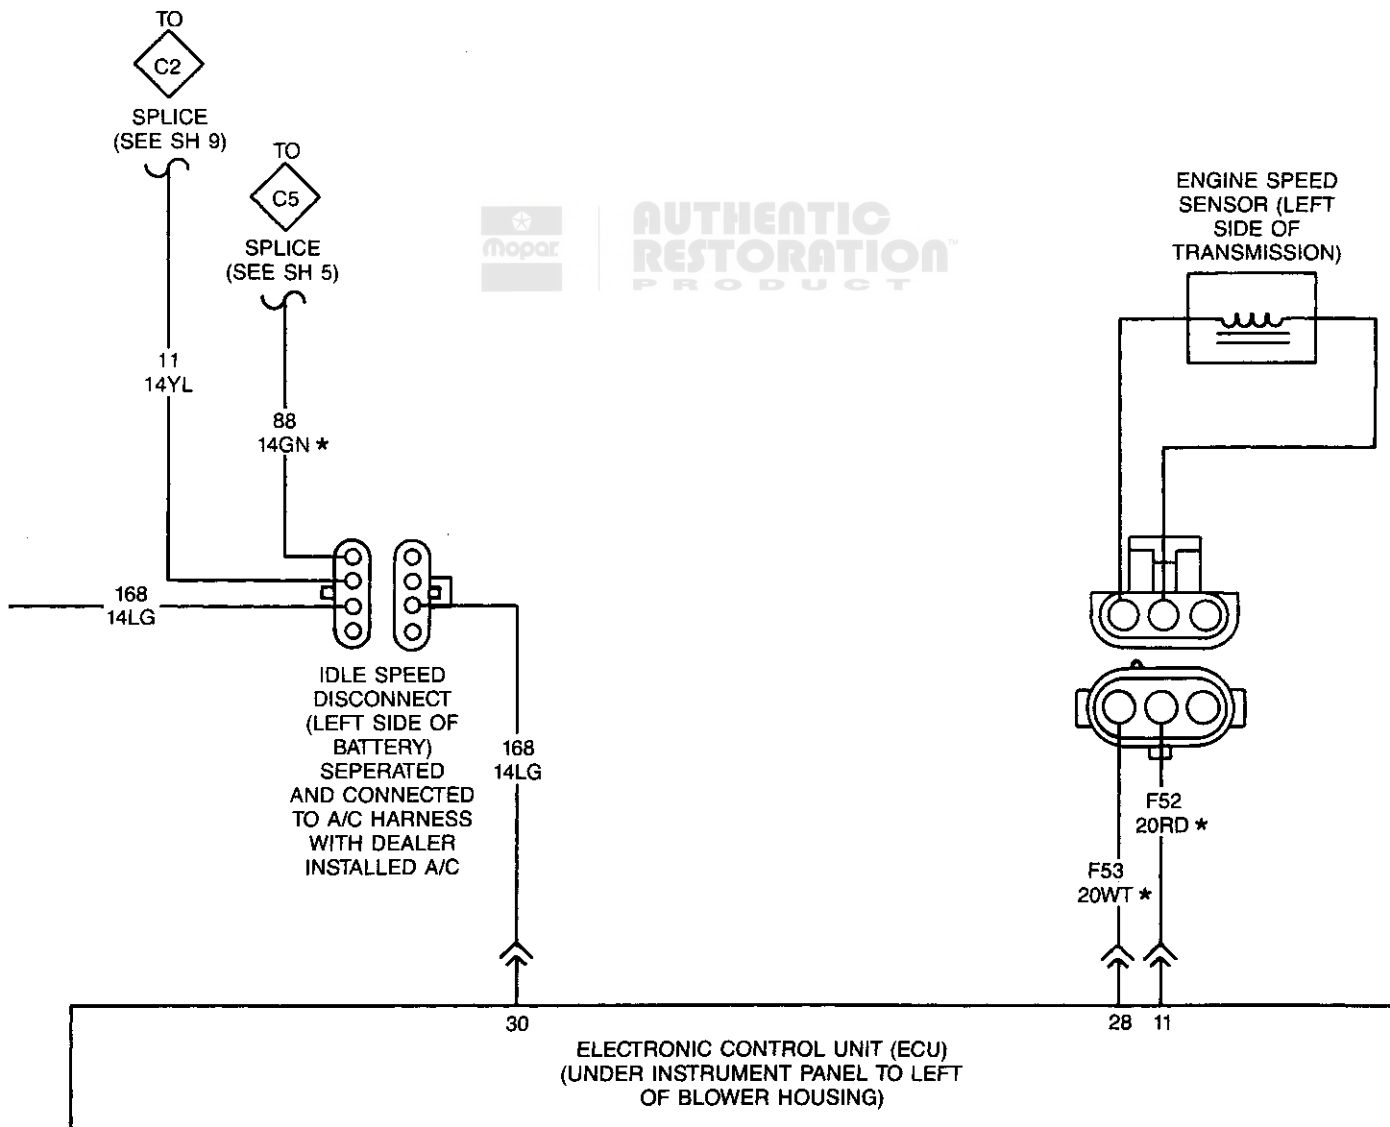 TO
C2
SPLICE
(SEE SH 9)
TO
C5
SPLICE
(SEE SH 5)
Mopar
AUTHENTIC
RESTORATION™
PRODUCT
ENGINE SPEED
SENSOR (LEFT
SIDE OF
TRANSMISSION)
11
14YL
88
14GN *
168
14LG
IDLE SPEED
DISCONNECT
(LEFT SIDE OF
BATTERY)
SEPERATED
AND CONNECTED
TO A/C HARNESS
WITH DEALER
INSTALLED A/C
168
14LG
F52
20RD *
F53
20WT *
30
28
11
ELECTRONIC CONTROL UNIT (ECU)
(UNDER INSTRUMENT PANEL TO LEFT
OF BLOWER HOUSING)